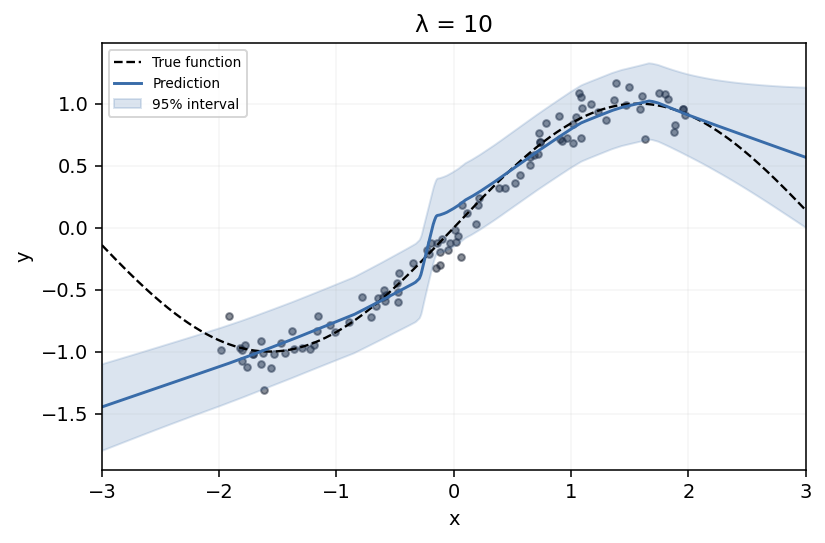 λ = 10
True function
Prediction
95% interval
1.0
0.5
0.0
−0.5
−1.0
−1.5
y
−3 −2 −1 0 1 2 3
x